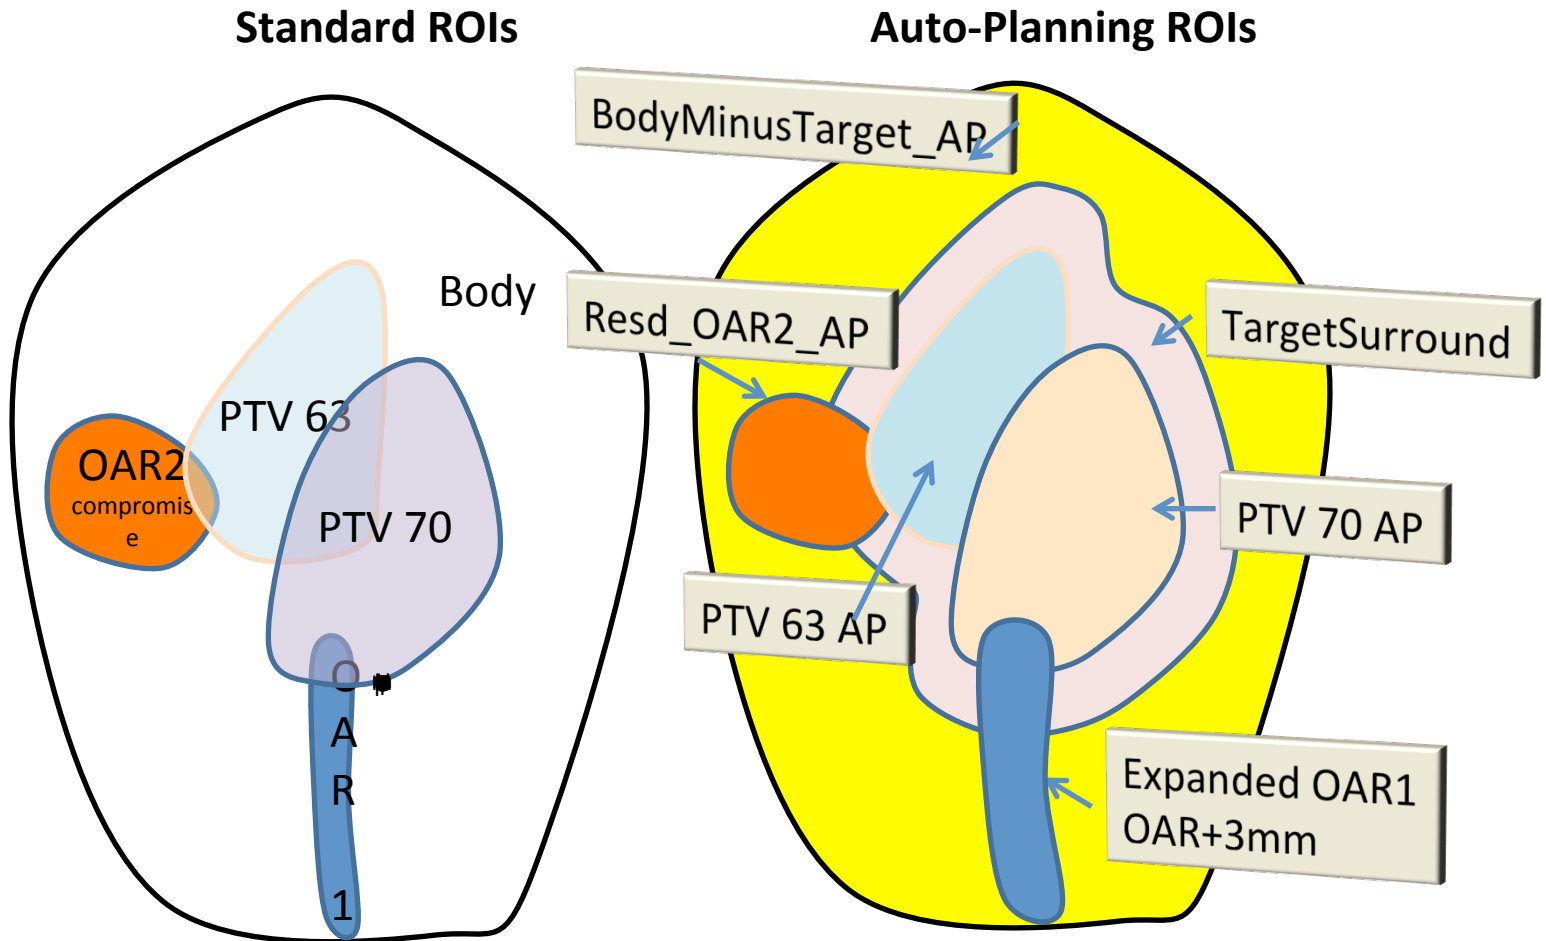 Standard ROIs
Auto-Planning ROIs
BodyMinusTarget_AP
Body
Resd_OAR2_AP
TargetSurround
PTV 63
OAR2
compromis
e
PTV 70
PTV 70 AP
PTV 63 AP
O
A
R
1
Expanded OAR1
OAR+3mm